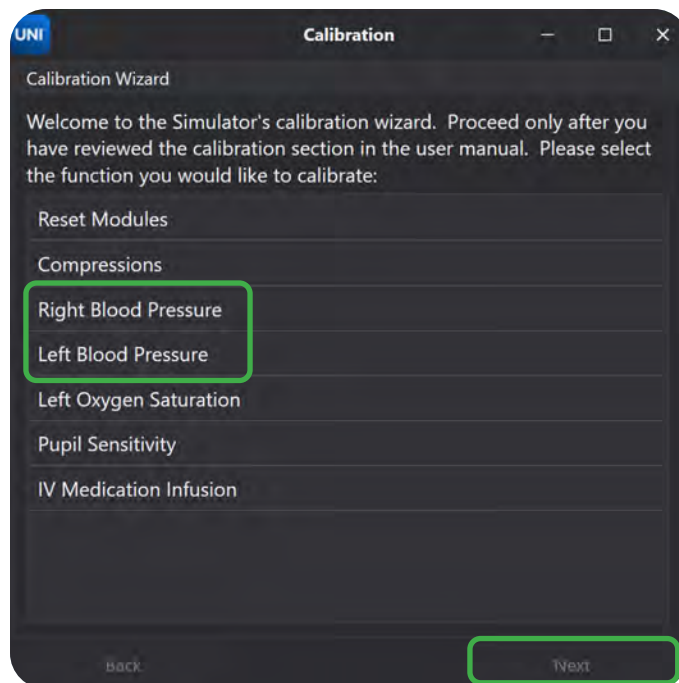 UNI
Calibration
Calibration Wizard
Welcome to the Simulator's calibration wizard.  Proceed only after you
have reviewed the calibration section in the user manual.  Please select
the function you would like to calibrate:
Reset Modules
Compressions
Right Blood Pressure
Left Blood Pressure
Left Oxygen Saturation
Pupil Sensitivity
IV Medication Infusion
Back
Next